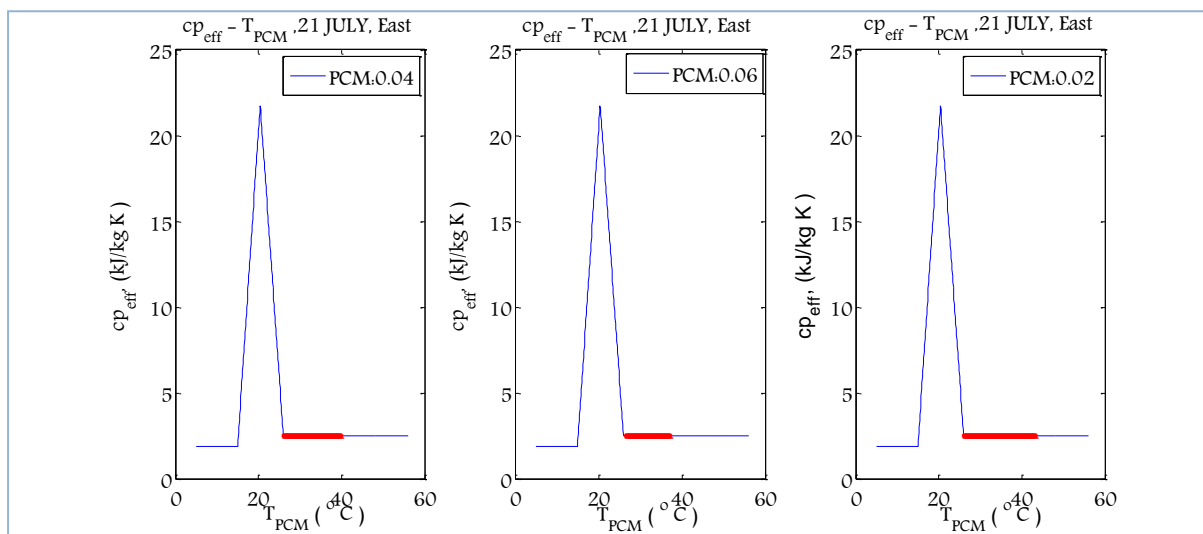 cp_eff – T_PCM ,21 JULY, East
PCM:0.04
25
20
15
10
5
0
cp_eff, (kJ/kg K )
0 20 40 60
T_PCM ( °C )
cp_eff – T_PCM ,21 JULY, East
PCM:0.06
25
20
15
10
5
0
cp_eff, (kJ/kg K )
0 20 40 60
T_PCM ( °C )
cp_eff – T_PCM ,21 JULY, East
PCM:0.02
25
20
15
10
5
0
cp_eff, (kJ/kg K )
0 20 40 60
T_PCM ( °C )